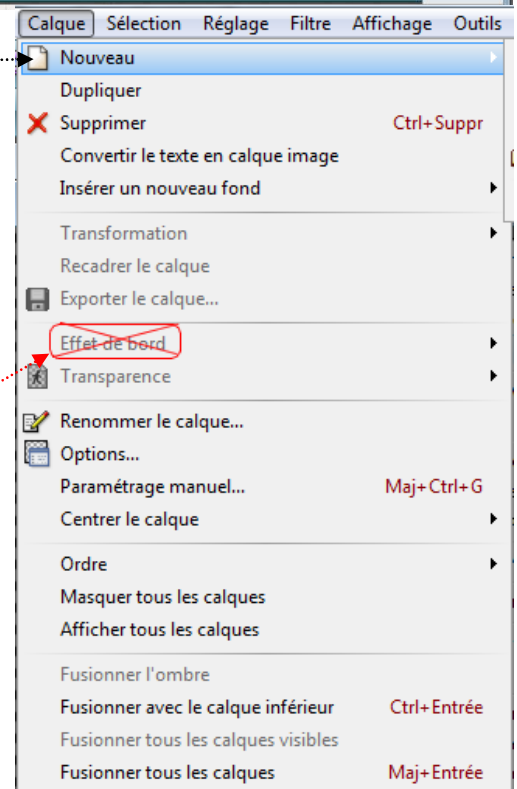 Calque Sélection Réglage Filtre Affichage Outils
Nouveau
Dupliquer
Supprimer Ctrl+Suppr
Convertir le texte en calque image
Insérer un nouveau fond
Transformation
Recadrer le calque
Exporter le calque...
Effet de bord
Transparence
Renommer le calque...
Options...
Paramétrage manuel... Maj+Ctrl+G
Centrer le calque
Ordre
Masquer tous les calques
Afficher tous les calques
Fusionner l'ombre
Fusionner avec le calque inférieur Ctrl+Entrée
Fusionner tous les calques visibles
Fusionner tous les calques Maj+Entrée